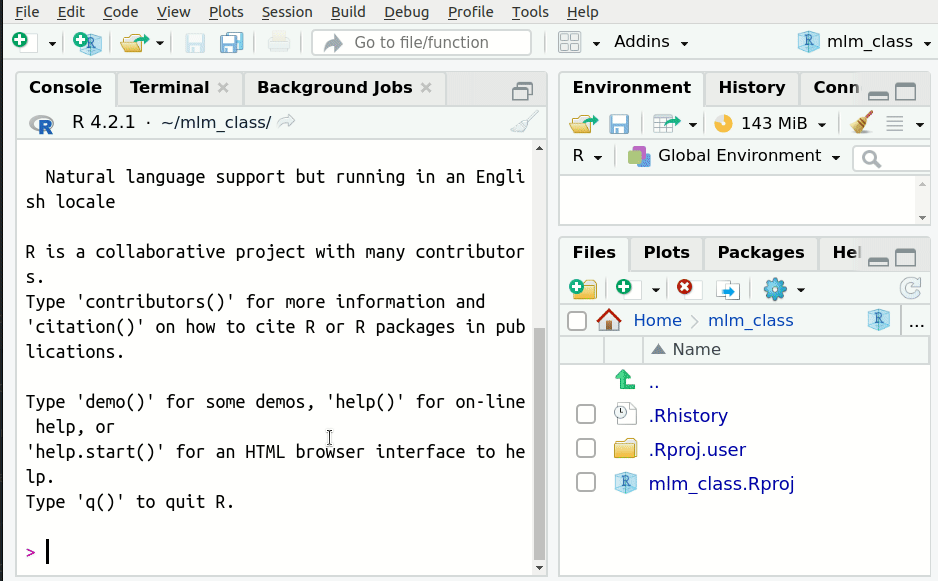 File Edit Code View Plots Session Build Debug Profile Tools Help
Go to file/function Addins mlm_class
Console Terminal Background Jobs
R 4.2.1 · ~/mlm_class/
Natural language support but running in an Engli
sh locale
R is a collaborative project with many contributor
s.
Type 'contributors()' for more information and
'citation()' on how to cite R or R packages in pub
lications.
Type 'demo()' for some demos, 'help()' for on-line
help, or
'help.start()' for an HTML browser interface to he
lp.
Type 'q()' to quit R.
>
Environment History Conn
143 MiB
R Global Environment
Files Plots Packages Hel
Home mlm_class ...
Name
..
.Rhistory
.Rproj.user
mlm_class.Rproj